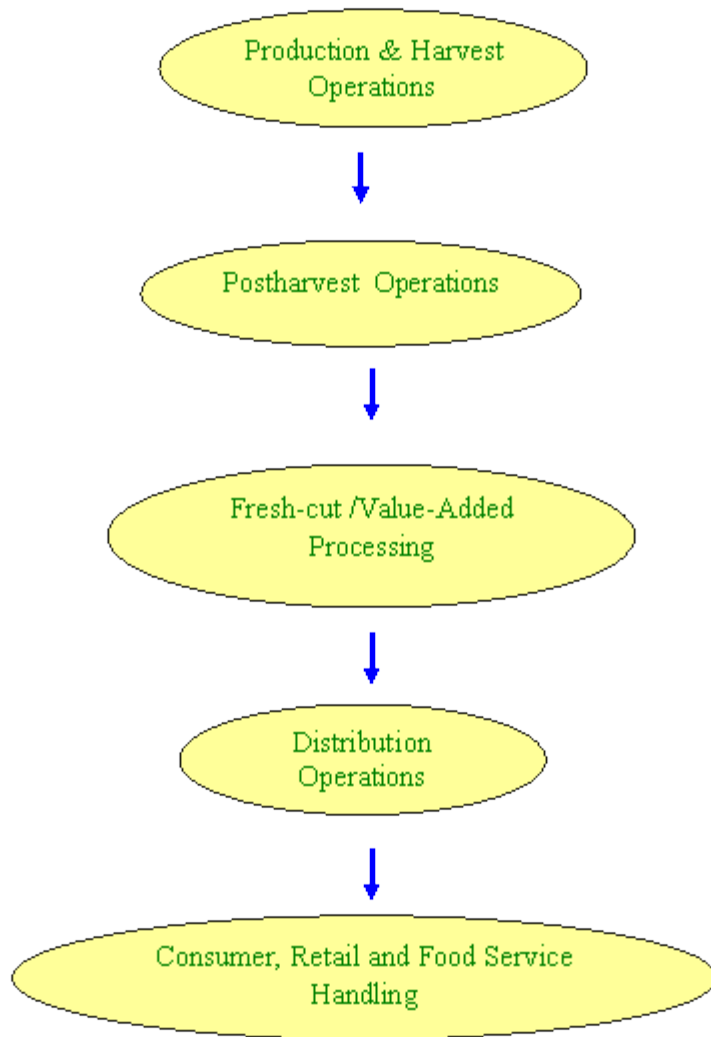 Production & Harvest
Operations
Postharvest Operations
Fresh-cut /Value-Added
Processing
Distribution
Operations
Consumer, Retail and Food Service
Handling